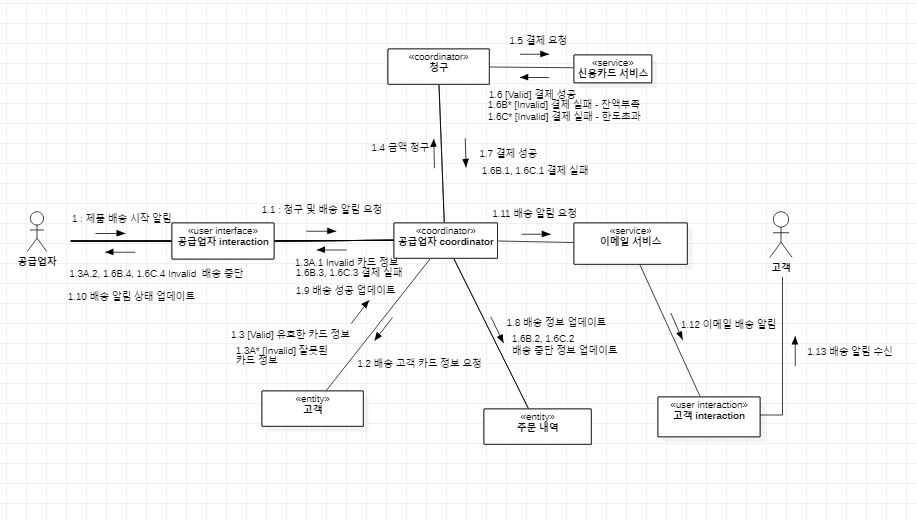 1.5 결제 요청
«coordinator»
청구
«service»
신용카드 서비스
1.6 [Valid] 결제 성공
1.6B* [Invalid] 결제 실패 - 잔액부족
1.6C* [Invalid] 결제 실패 - 한도초과
1.4 금액 청구
1.7 결제 성공
1.6B.1, 1.6C.1 결제 실패
1 : 제품 배송 시작 알림
1.1 : 청구 및 배송 알림 요청
1.11 배송 알림 요청
«user interface»
공급업자 interaction
«coordinator»
공급업자 coordinator
«service»
이메일 서비스
공급업자
고객
1.3A.2, 1.6B.4, 1.6C.4 Invalid 배송 중단
1.3A.1 Invalid 카드 정보
1.6B.3, 1.6C.3 결제 실패
1.10 배송 알림 상태 업데이트
1.9 배송 성공 업데이트
1.3 [Valid] 유효한 카드 정보
1.3A* [Invalid] 잘못된
카드 정보
1.2 배송 고객 카드 정보 요청
1.8 배송 정보 업데이트
1.6B.2, 1.6C.2
배송 중단 정보 업데이트
1.12 이메일 배송 알림
1.13 배송 알림 수신
«entity»
고객
«entity»
주문 내역
«user interaction»
고객 interaction